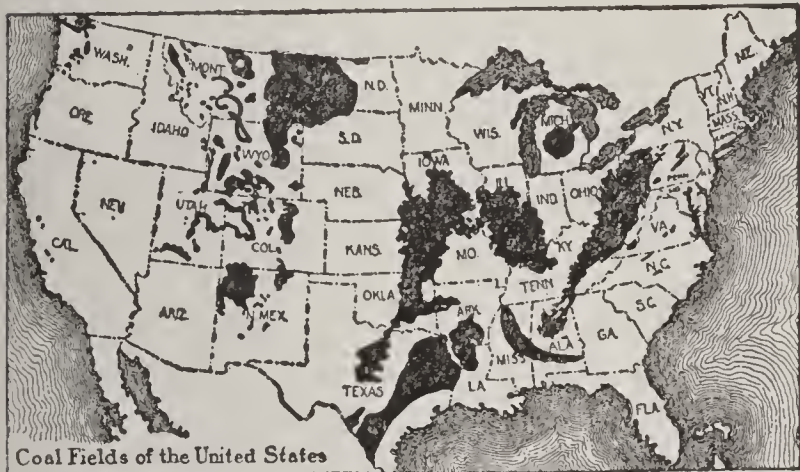 WASH.
MONT.
N.D.
MINN.
ME.
VT.
N.H.
MASS.
ORE.
IDAHO
S.D.
WIS.
MICH.
N.Y.
WYO.
IOWA
NEB.
ILL.
IND.
OHIO
PENN.
NEV.
UTAH
COL.
KANS.
MO.
KY.
VA.
CAL.
N.C.
TENN.
OKLA.
ARK.
S.C.
ARIZ.
N. MEX.
MISS.
ALA.
GA.
TEXAS
LA.
FLA.
Coal Fields of the United States